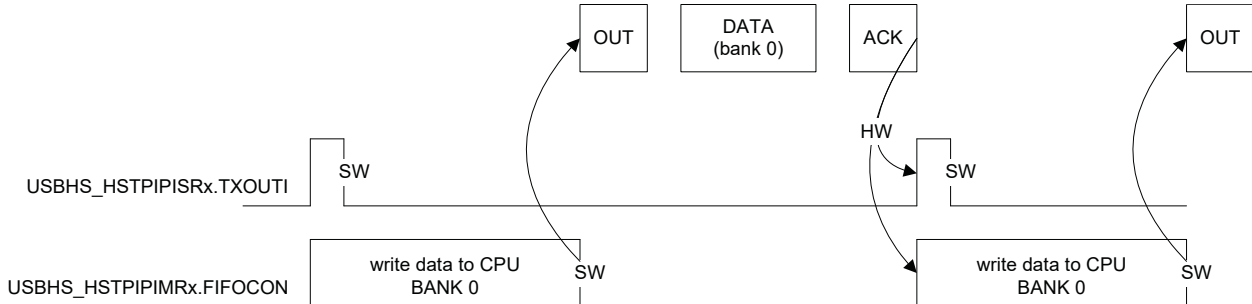 OUT
DATA
(bank 0)
ACK
OUT
HW
USBHS_HSTPIPISRx.TXOUTI
SW
SW
USBHS_HSTPIPIMRx.FIFOCON
write data to CPU
BANK 0
SW
write data to CPU
BANK 0
SW